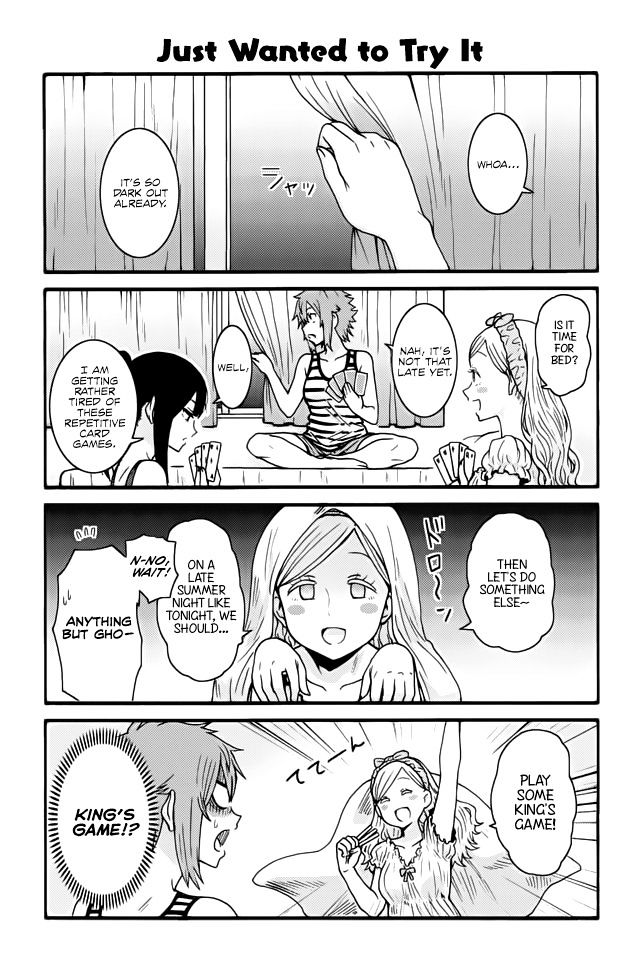 Just Wanted to Try It
WHOA...
シャッ
IT'S SO
DARK OUT
ALREADY.
IS IT
TIME
FOR
BED?
NAH, IT'S
NOT THAT
LATE YET.
WELL,
I AM
GETTING
RATHER
TIRED OF
THESE
REPETITIVE
CARD
GAMES.
THEN
LET'S DO
SOMETHING
ELSE~
ドロ〜ン
ON A
LATE
SUMMER
NIGHT LIKE
TONIGHT, WE
SHOULD...
N-NO,
WAIT!
ANYTHING
BUT GHO-
PLAY
SOME
KING'S
GAME!
ててーん
KING'S
GAME!?